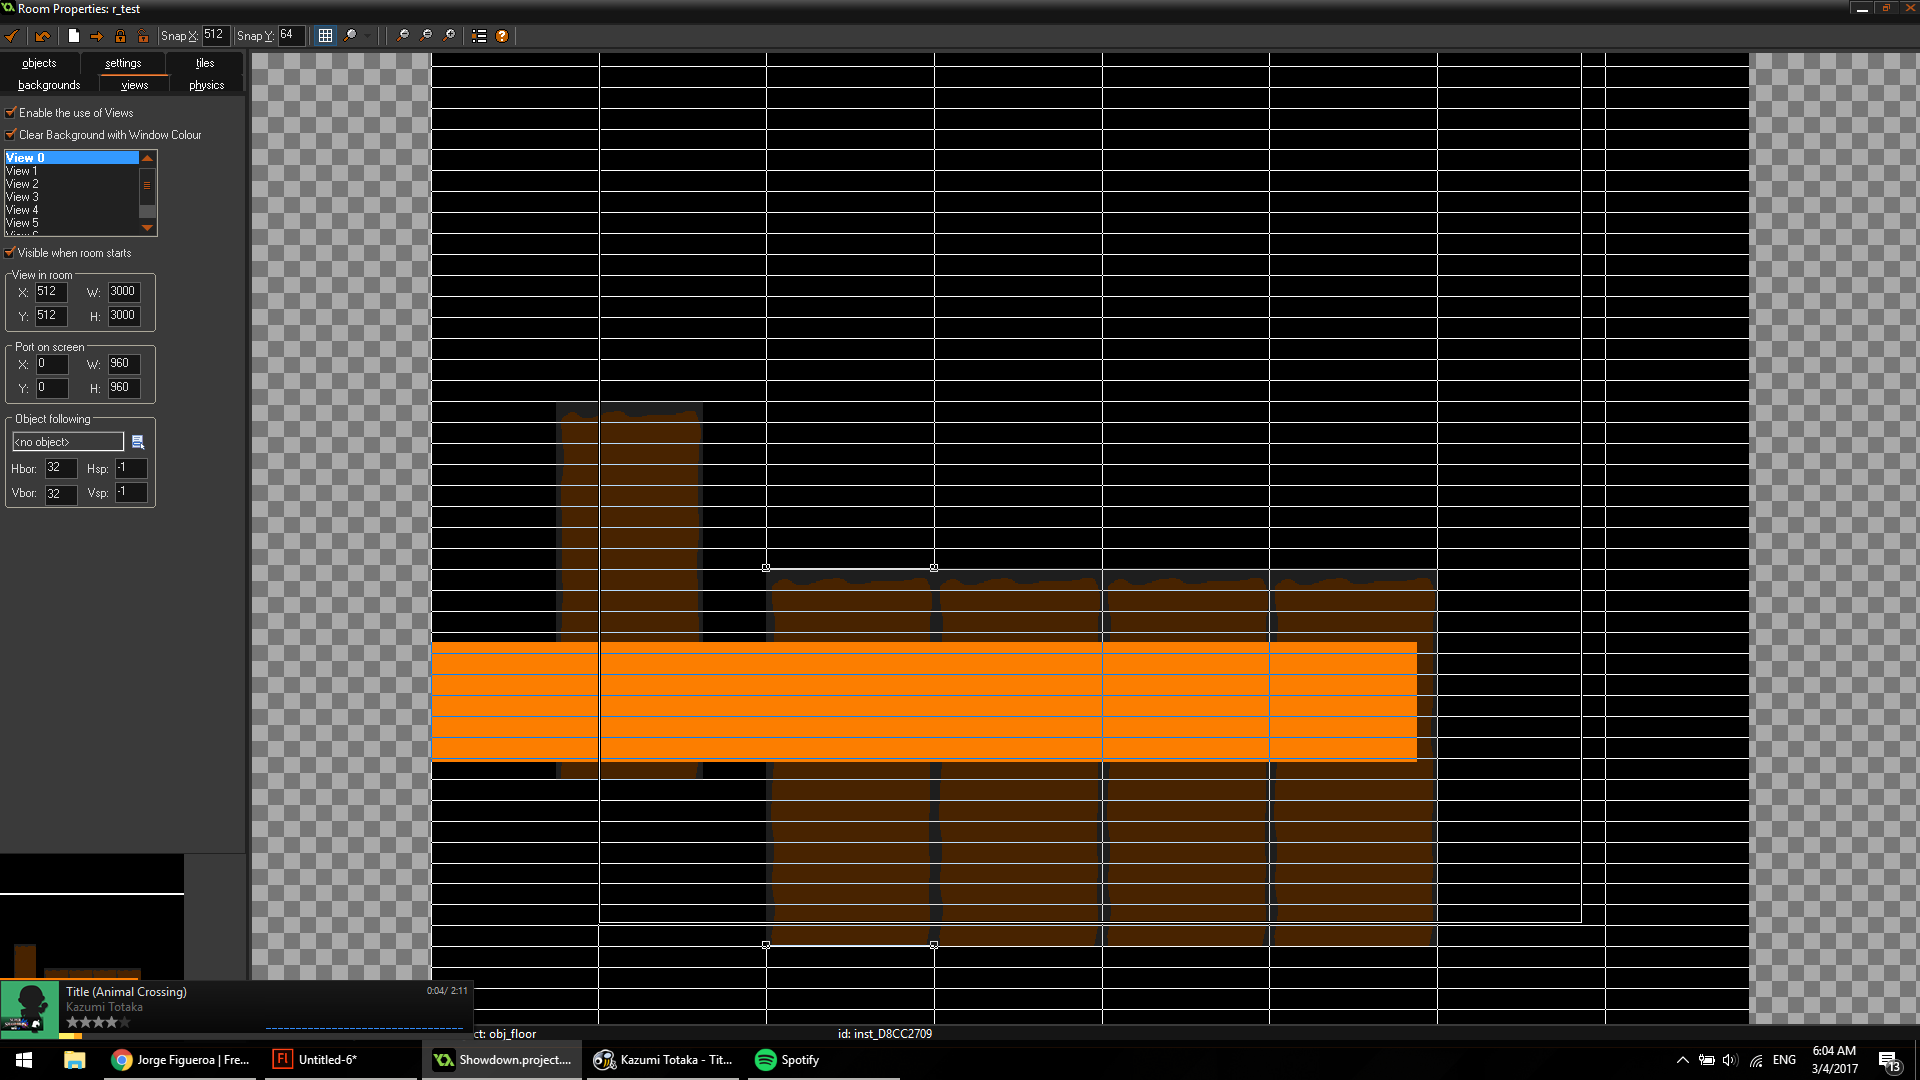 Room Properties: r_test
Snap X: 512 Snap Y: 64
objects settings tiles
backgrounds views physics
Enable the use of Views
Clear Background with Window Colour
View 0
View 1
View 2
View 3
View 4
View 5
View in room
Visible when room starts
X: 512 W: 3000
Y: 512 H: 3000
Port on screen
X: 0 W: 960
Y: 0 H: 960
Object following
<no object>
Hbor: 32 Hsp: -1
Vbor: 32 Vsp: -1
Title (Animal Crossing) 0:04/ 2:11
Kazumi Totaka
ct: obj_floor id: inst_D8CC2709
Jorge Figueroa | Fre... Untitled-6* Showdown.project.... Kazumi Totaka - Tit... Spotify ENG 6:04 AM
3/4/2017 13